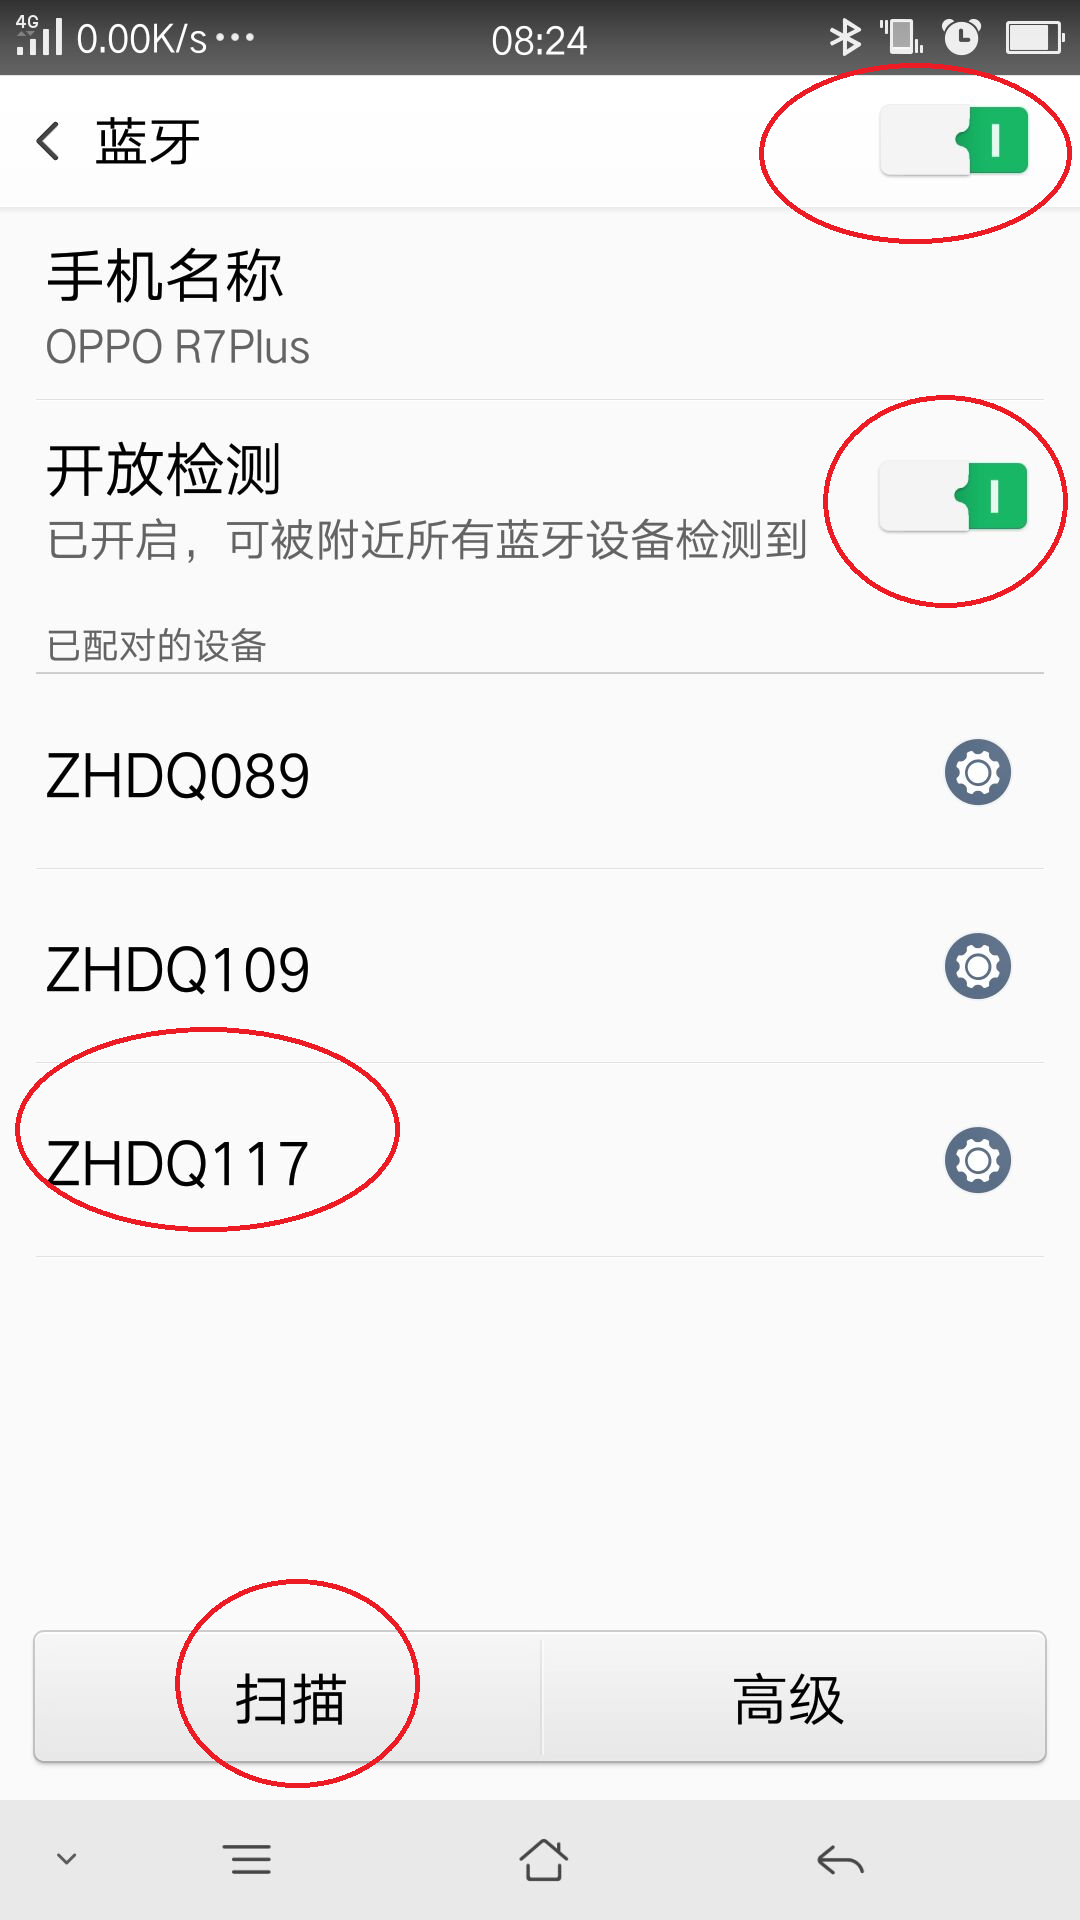 4G 0.00K/s ... 08:24
蓝牙
手机名称
OPPO R7Plus
开放检测
已开启，可被附近所有蓝牙设备检测到
已配对的设备
ZHDQ089
ZHDQ109
ZHDQ117
扫描 高级